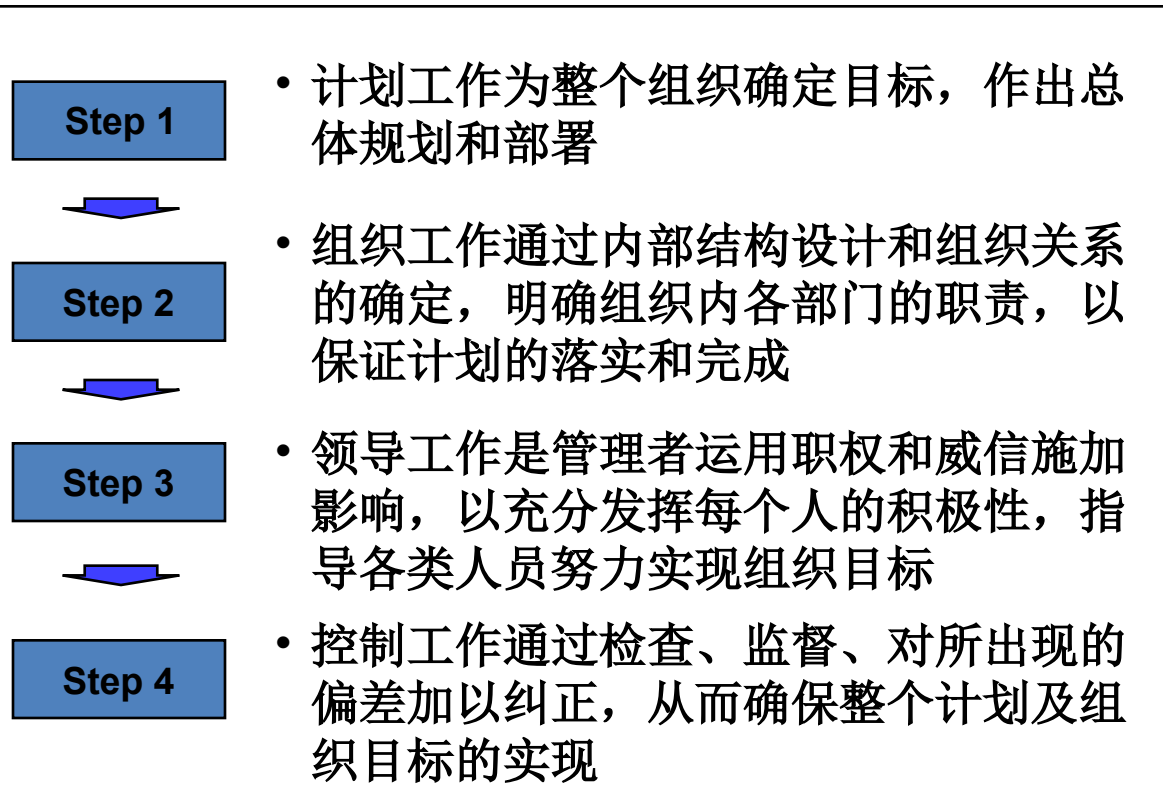 Step 1
• 计划工作为整个组织确定目标，作出总
体规划和部署
Step 2
• 组织工作通过内部结构设计和组织关系
的确定，明确组织内各部门的职责，以
保证计划的落实和完成
Step 3
• 领导工作是管理者运用职权和威信施加
影响，以充分发挥每个人的积极性，指
导各类人员努力实现组织目标
Step 4
• 控制工作通过检查、监督、对所出现的
偏差加以纠正，从而确保整个计划及组
织目标的实现